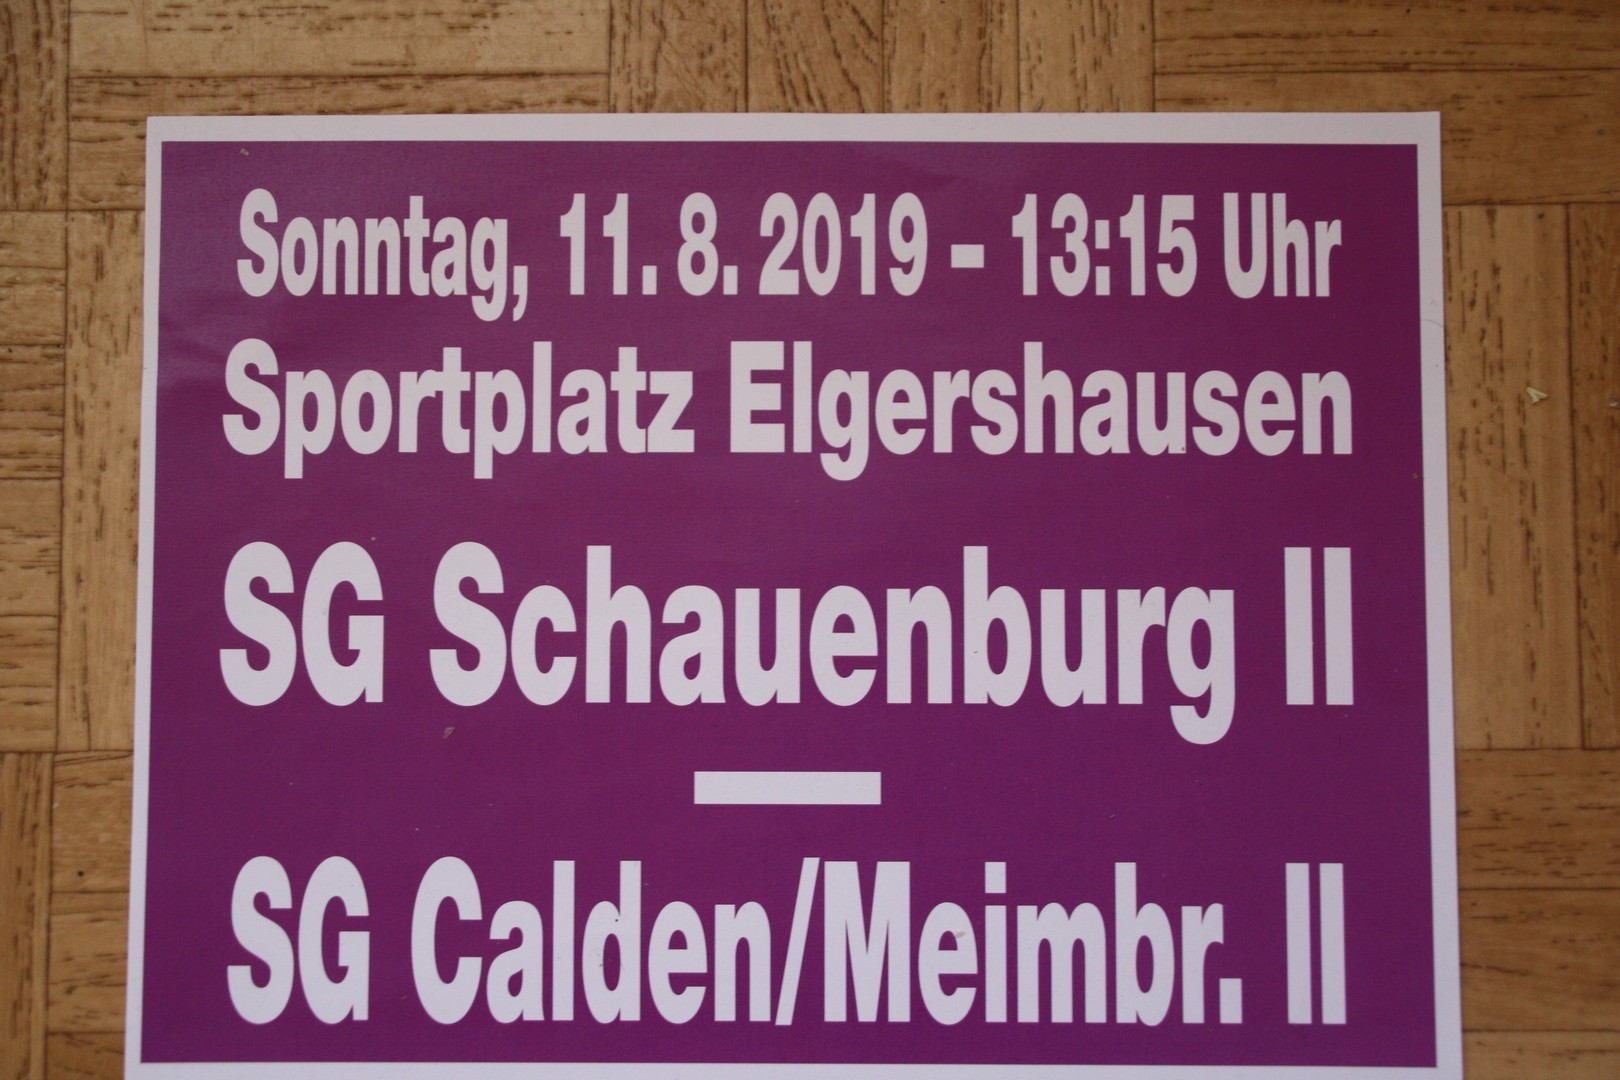 Sonntag, 11. 8. 2019 - 13:15 Uhr
Sportplatz Elgershausen
SG Schauenburg II
—
SG Calden/Meimbr. II